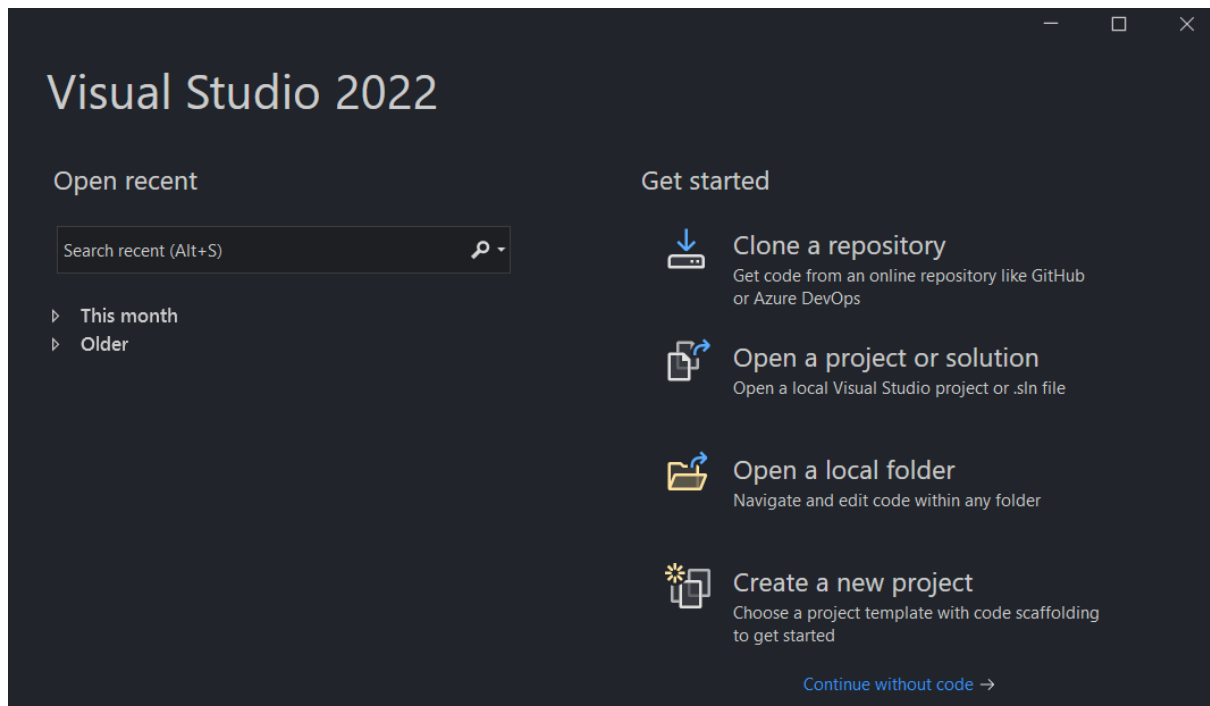 Visual Studio 2022
Open recent
Search recent (Alt+S)
This month
Older
Get started
Clone a repository
Get code from an online repository like GitHub
or Azure DevOps
Open a project or solution
Open a local Visual Studio project or .sln file
Open a local folder
Navigate and edit code within any folder
Create a new project
Choose a project template with code scaffolding
to get started
Continue without code →